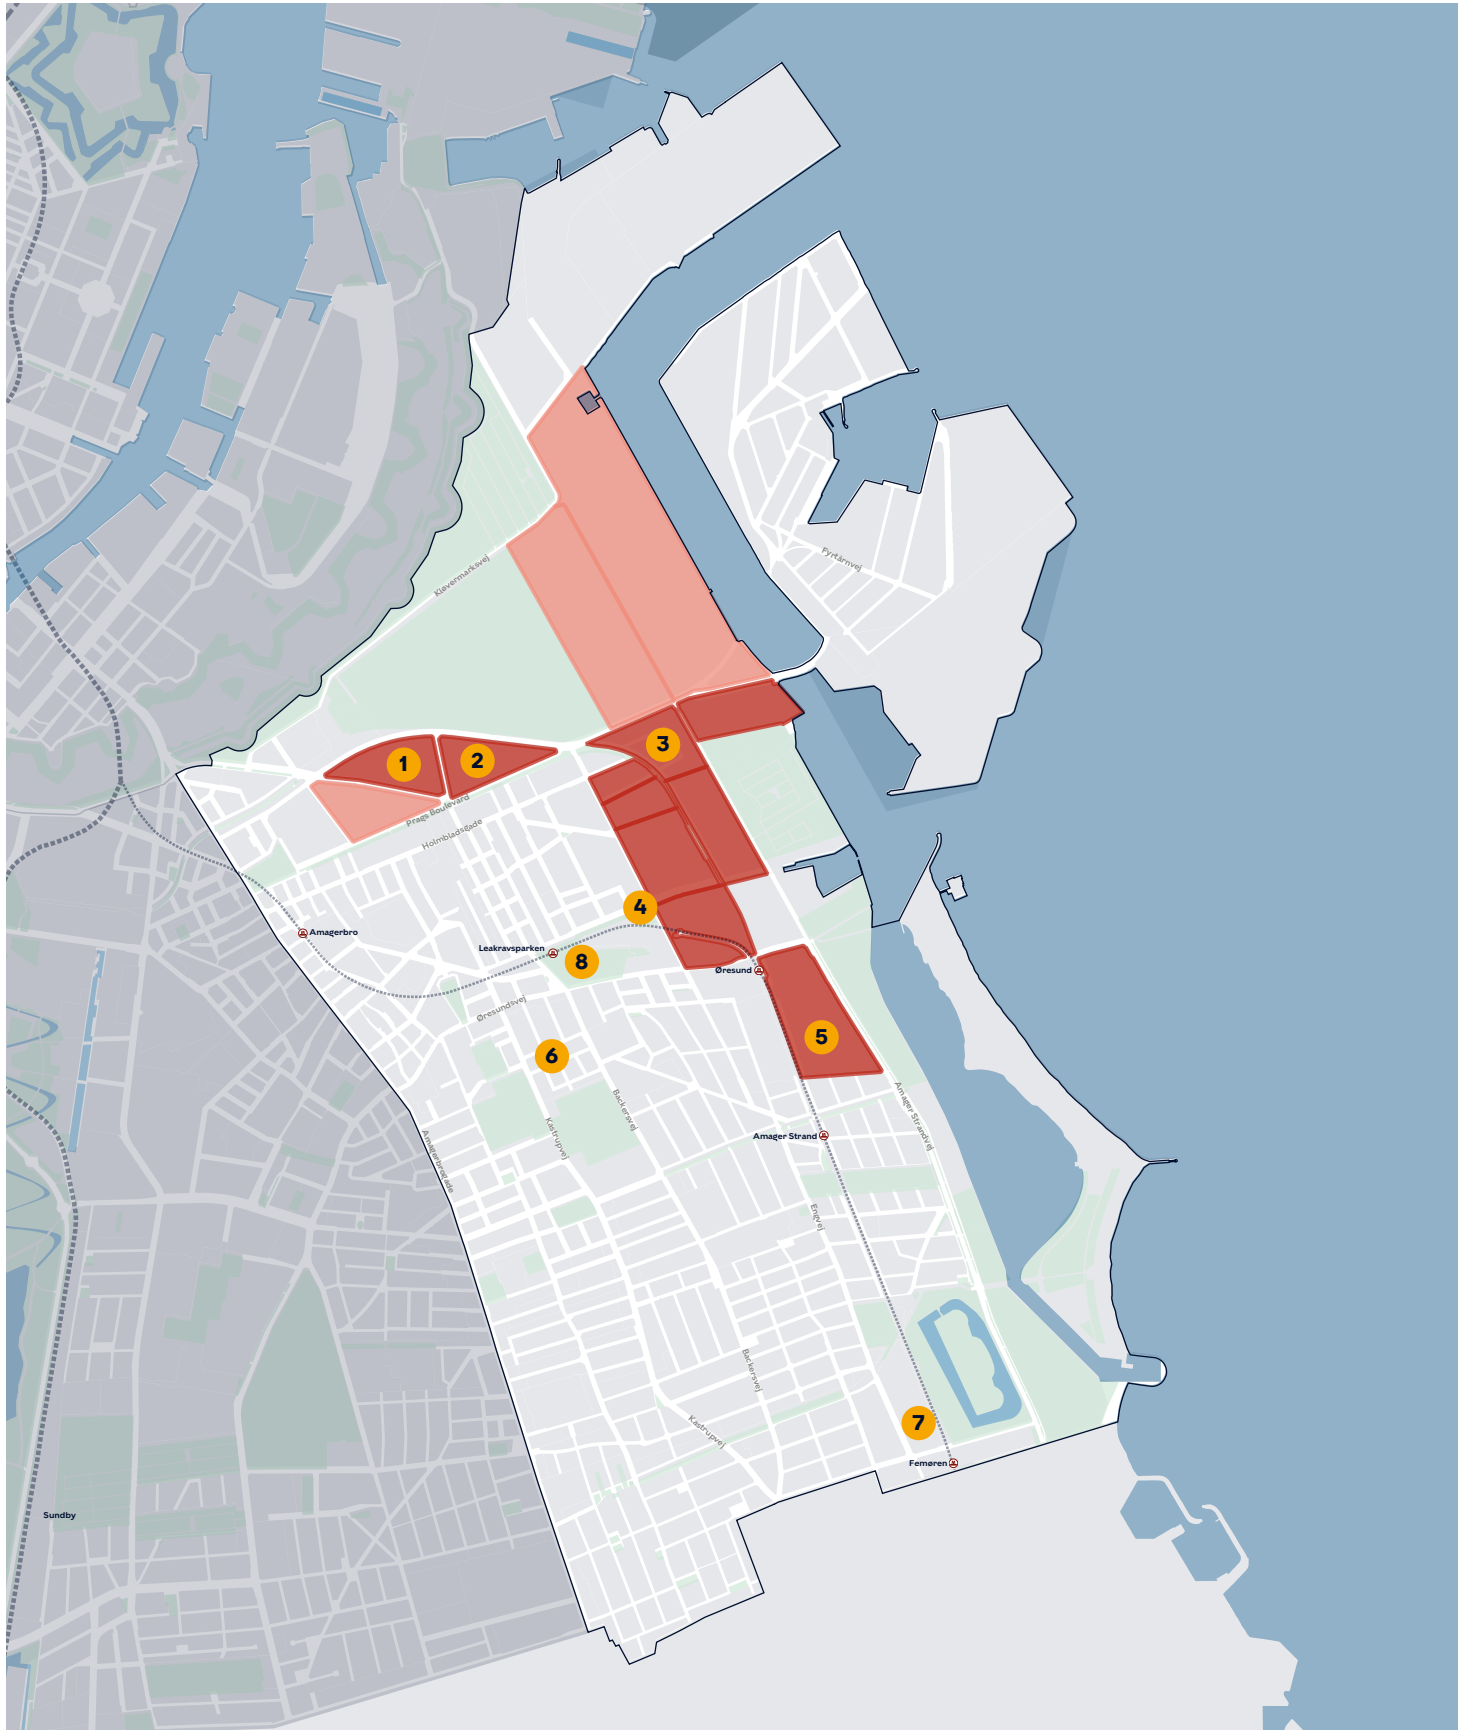 Fyrtårnvej
Kløvermarksvej
3
1
2
Prags Boulevard
Holmbladsgade
4
Amagerbro
Leakravsparken
8
Øresund
Øresundsvej
5
6
Backersvej
Kastrupvej
Amager Strandvej
Amagerbrogade
Amager Strand
Engvej
Backersvej
Kastrupvej
7
Femøren
Sundby